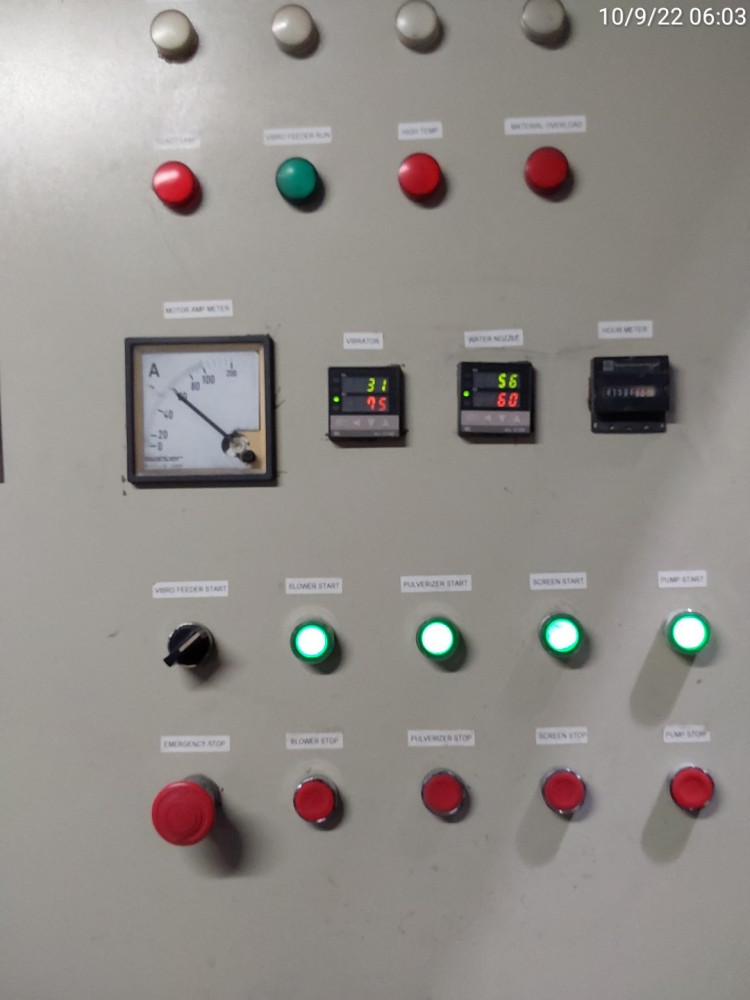 10/9/22 06:03
VIBRO FEEDER RUN
HIGH TEMP
MATERIAL OVERLOAD
MOTOR AMP METER
VIBRATOR
WATER NOZZLE
HOUR METER
A
80
100
200
40
20
0
31
75
56
60
VIBRO FEEDER START
BLOWER START
PULVERIZER START
SCREEN START
PUMP START
EMERGENCY STOP
BLOWER STOP
PULVERIZER STOP
SCREEN STOP
PUMP STOP